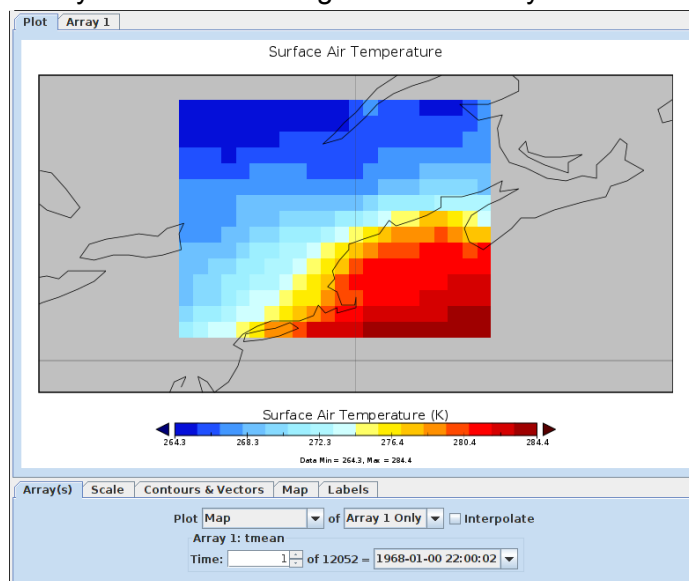 Plot Array 1
Surface Air Temperature
Surface Air Temperature (K)
264.3 268.3 272.3 276.4 280.4 284.4
Data Min = 264.3, Max = 284.4
Array(s) Scale Contours & Vectors Map Labels
Plot Map of Array 1 Only Interpolate
Array 1: tmean
Time: 1 of 12052 = 1968-01-00 22:00:02